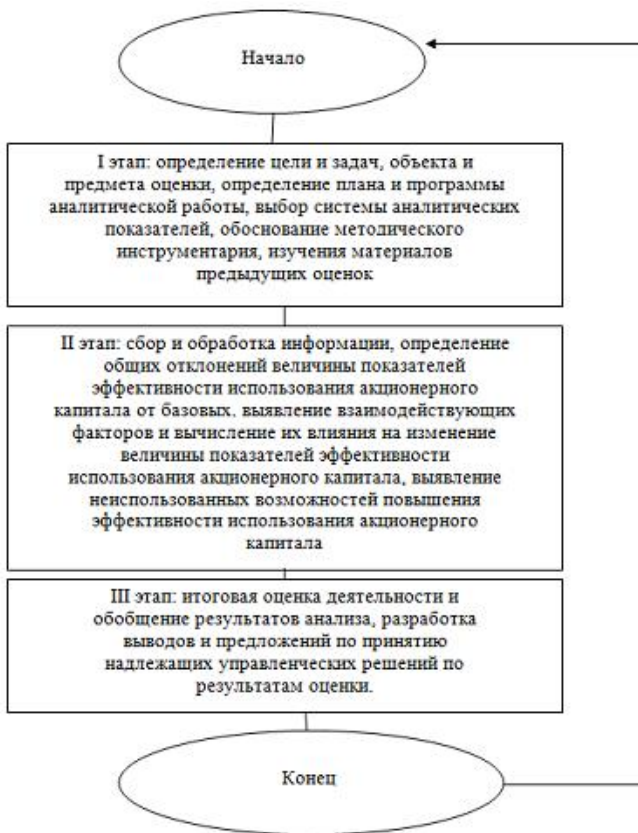 Начало
I этап: определение цели и задач, объекта и
предмета оценки, определение плана и программы
аналитической работы, выбор системы аналитических
показателей, обоснование методического
инструментария, изучения материалов
предыдущих оценок
II этап: сбор и обработка информации, определение
общих отклонений величины показателей
эффективности использования акционерного
капитала от базовых. выявление взаимодействующих
факторов и вычисление их влияния на изменение
величины показателей эффективности
использования акционерного капитала, выявление
неиспользованных возможностей повышения
эффективности использования акционерного
капитала
III этап: итоговая оценка деятельности и
обобщение результатов анализа, разработка
выводов и предложений по принятию
надлежащих управленческих решений по
результатам оценки.
Конец